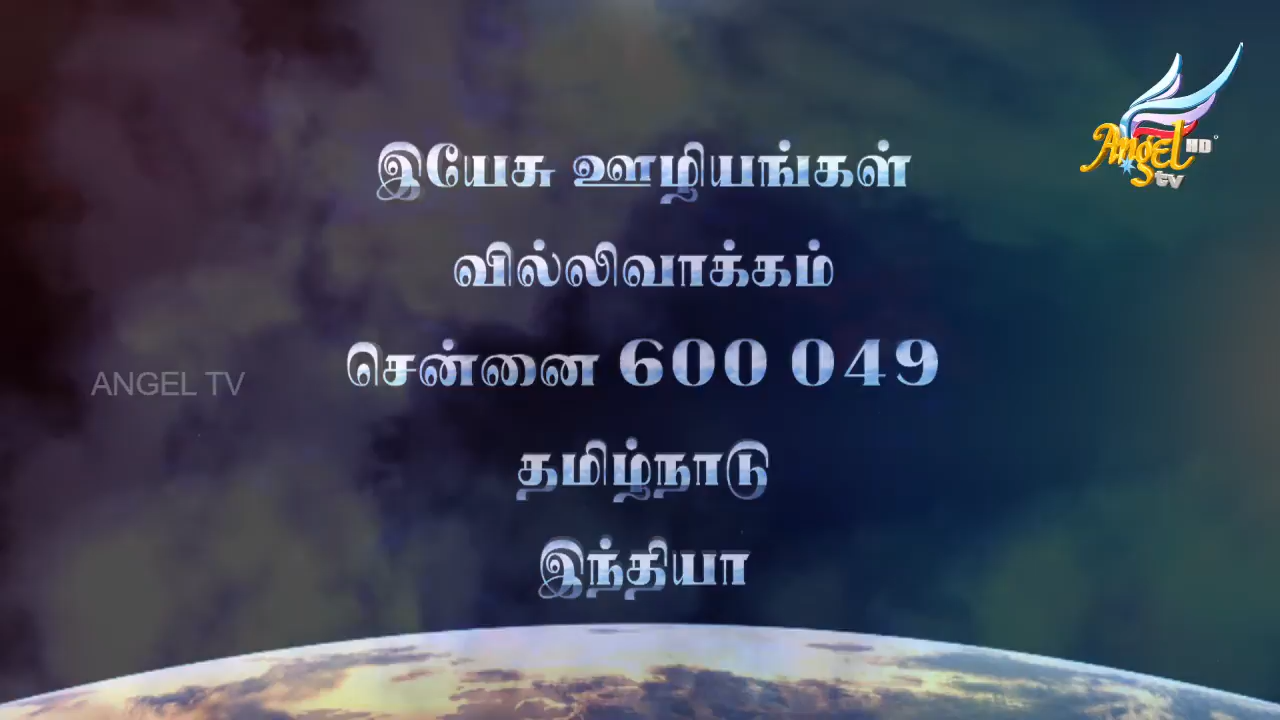 Angel HD
tv
இயேசு ஊழியங்கள்
வில்லிவாக்கம்
சென்னை 600 049
ANGEL TV
தமிழ்நாடு
இந்தியா